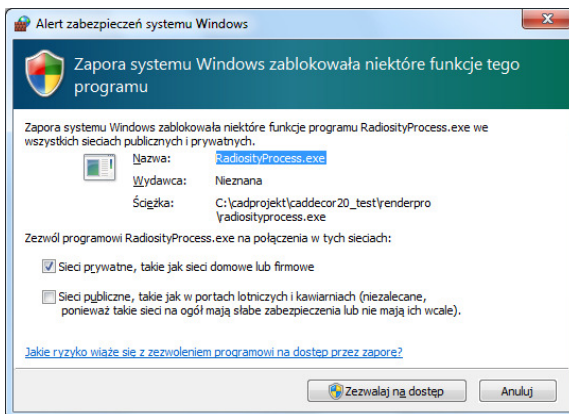 Alert zabezpieczeń systemu Windows
Zapora systemu Windows zablokowała niektóre funkcje tego
programu
Zapora systemu Windows zablokowała niektóre funkcje programu RadiosityProcess.exe we
wszystkich sieciach publicznych i prywatnych.
Nazwa: RadiosityProcess.exe
Wydawca: Nieznana
Ścieżka: C:\cadprojekt\caddecor20_test\renderpro
\radiosityprocess.exe
Zezwól programowi RadiosityProcess.exe na połączenia w tych sieciach:
Sieci prywatne, takie jak sieci domowe lub firmowe
Sieci publiczne, takie jak w portach lotniczych i kawiarniach (niezalecane,
ponieważ takie sieci na ogół mają słabe zabezpieczenia lub nie mają ich wcale).
Jakie ryzyko wiąże się z zezwoleniem programowi na dostęp przez zaporę?
Zezwalaj na dostęp Anuluj